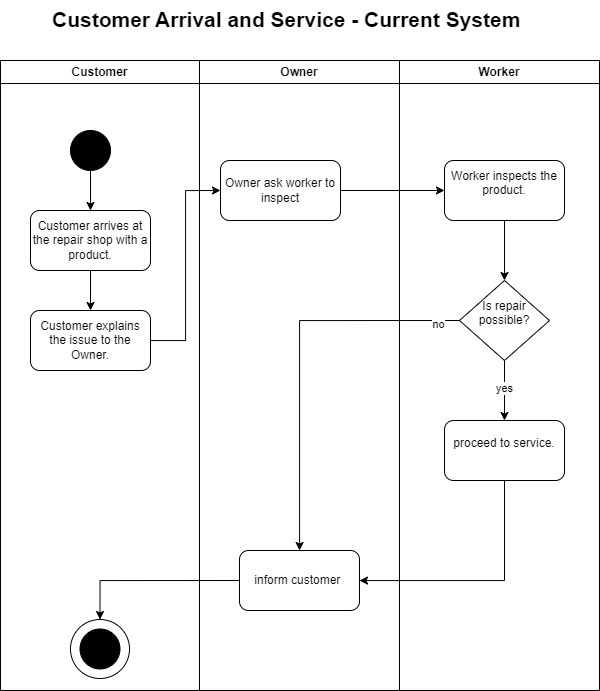 Customer Arrival and Service - Current System
Customer
Owner
Worker
Customer arrives at
the repair shop with a
product.
Customer explains
the issue to the
Owner.
Owner ask worker to
inspect
Worker inspects the
product.
Is repair
possible?
no
yes
proceed to service.
inform customer